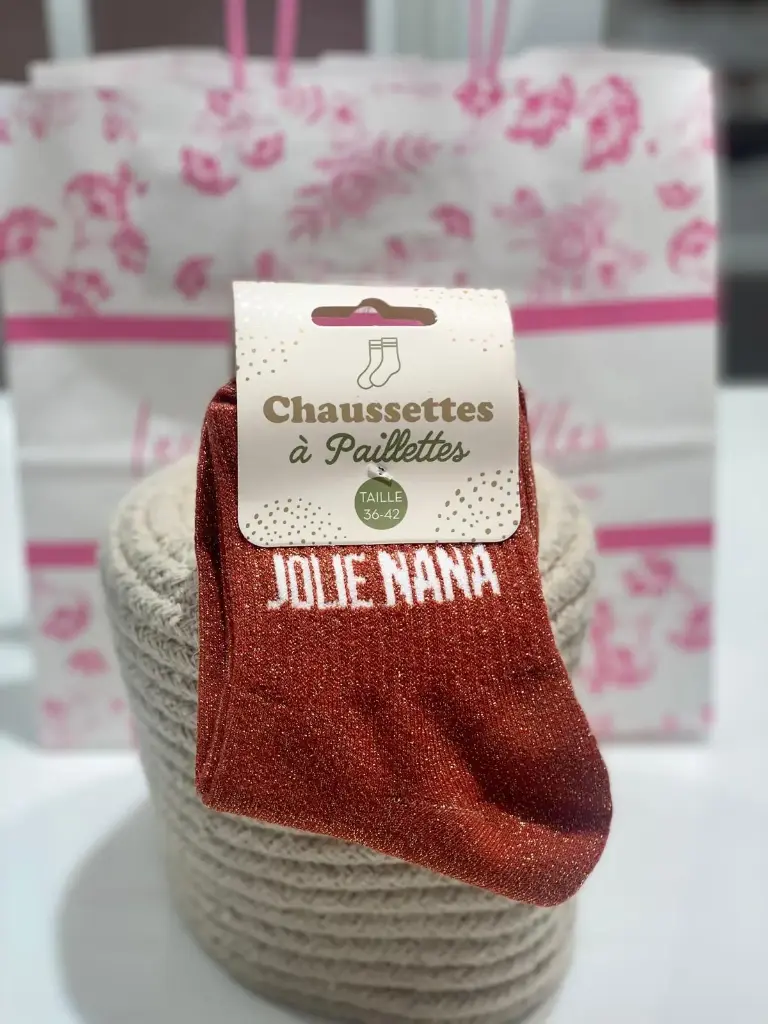 Chaussettes
à Paillettes
TAILLE
36-42
JOLIE NANA